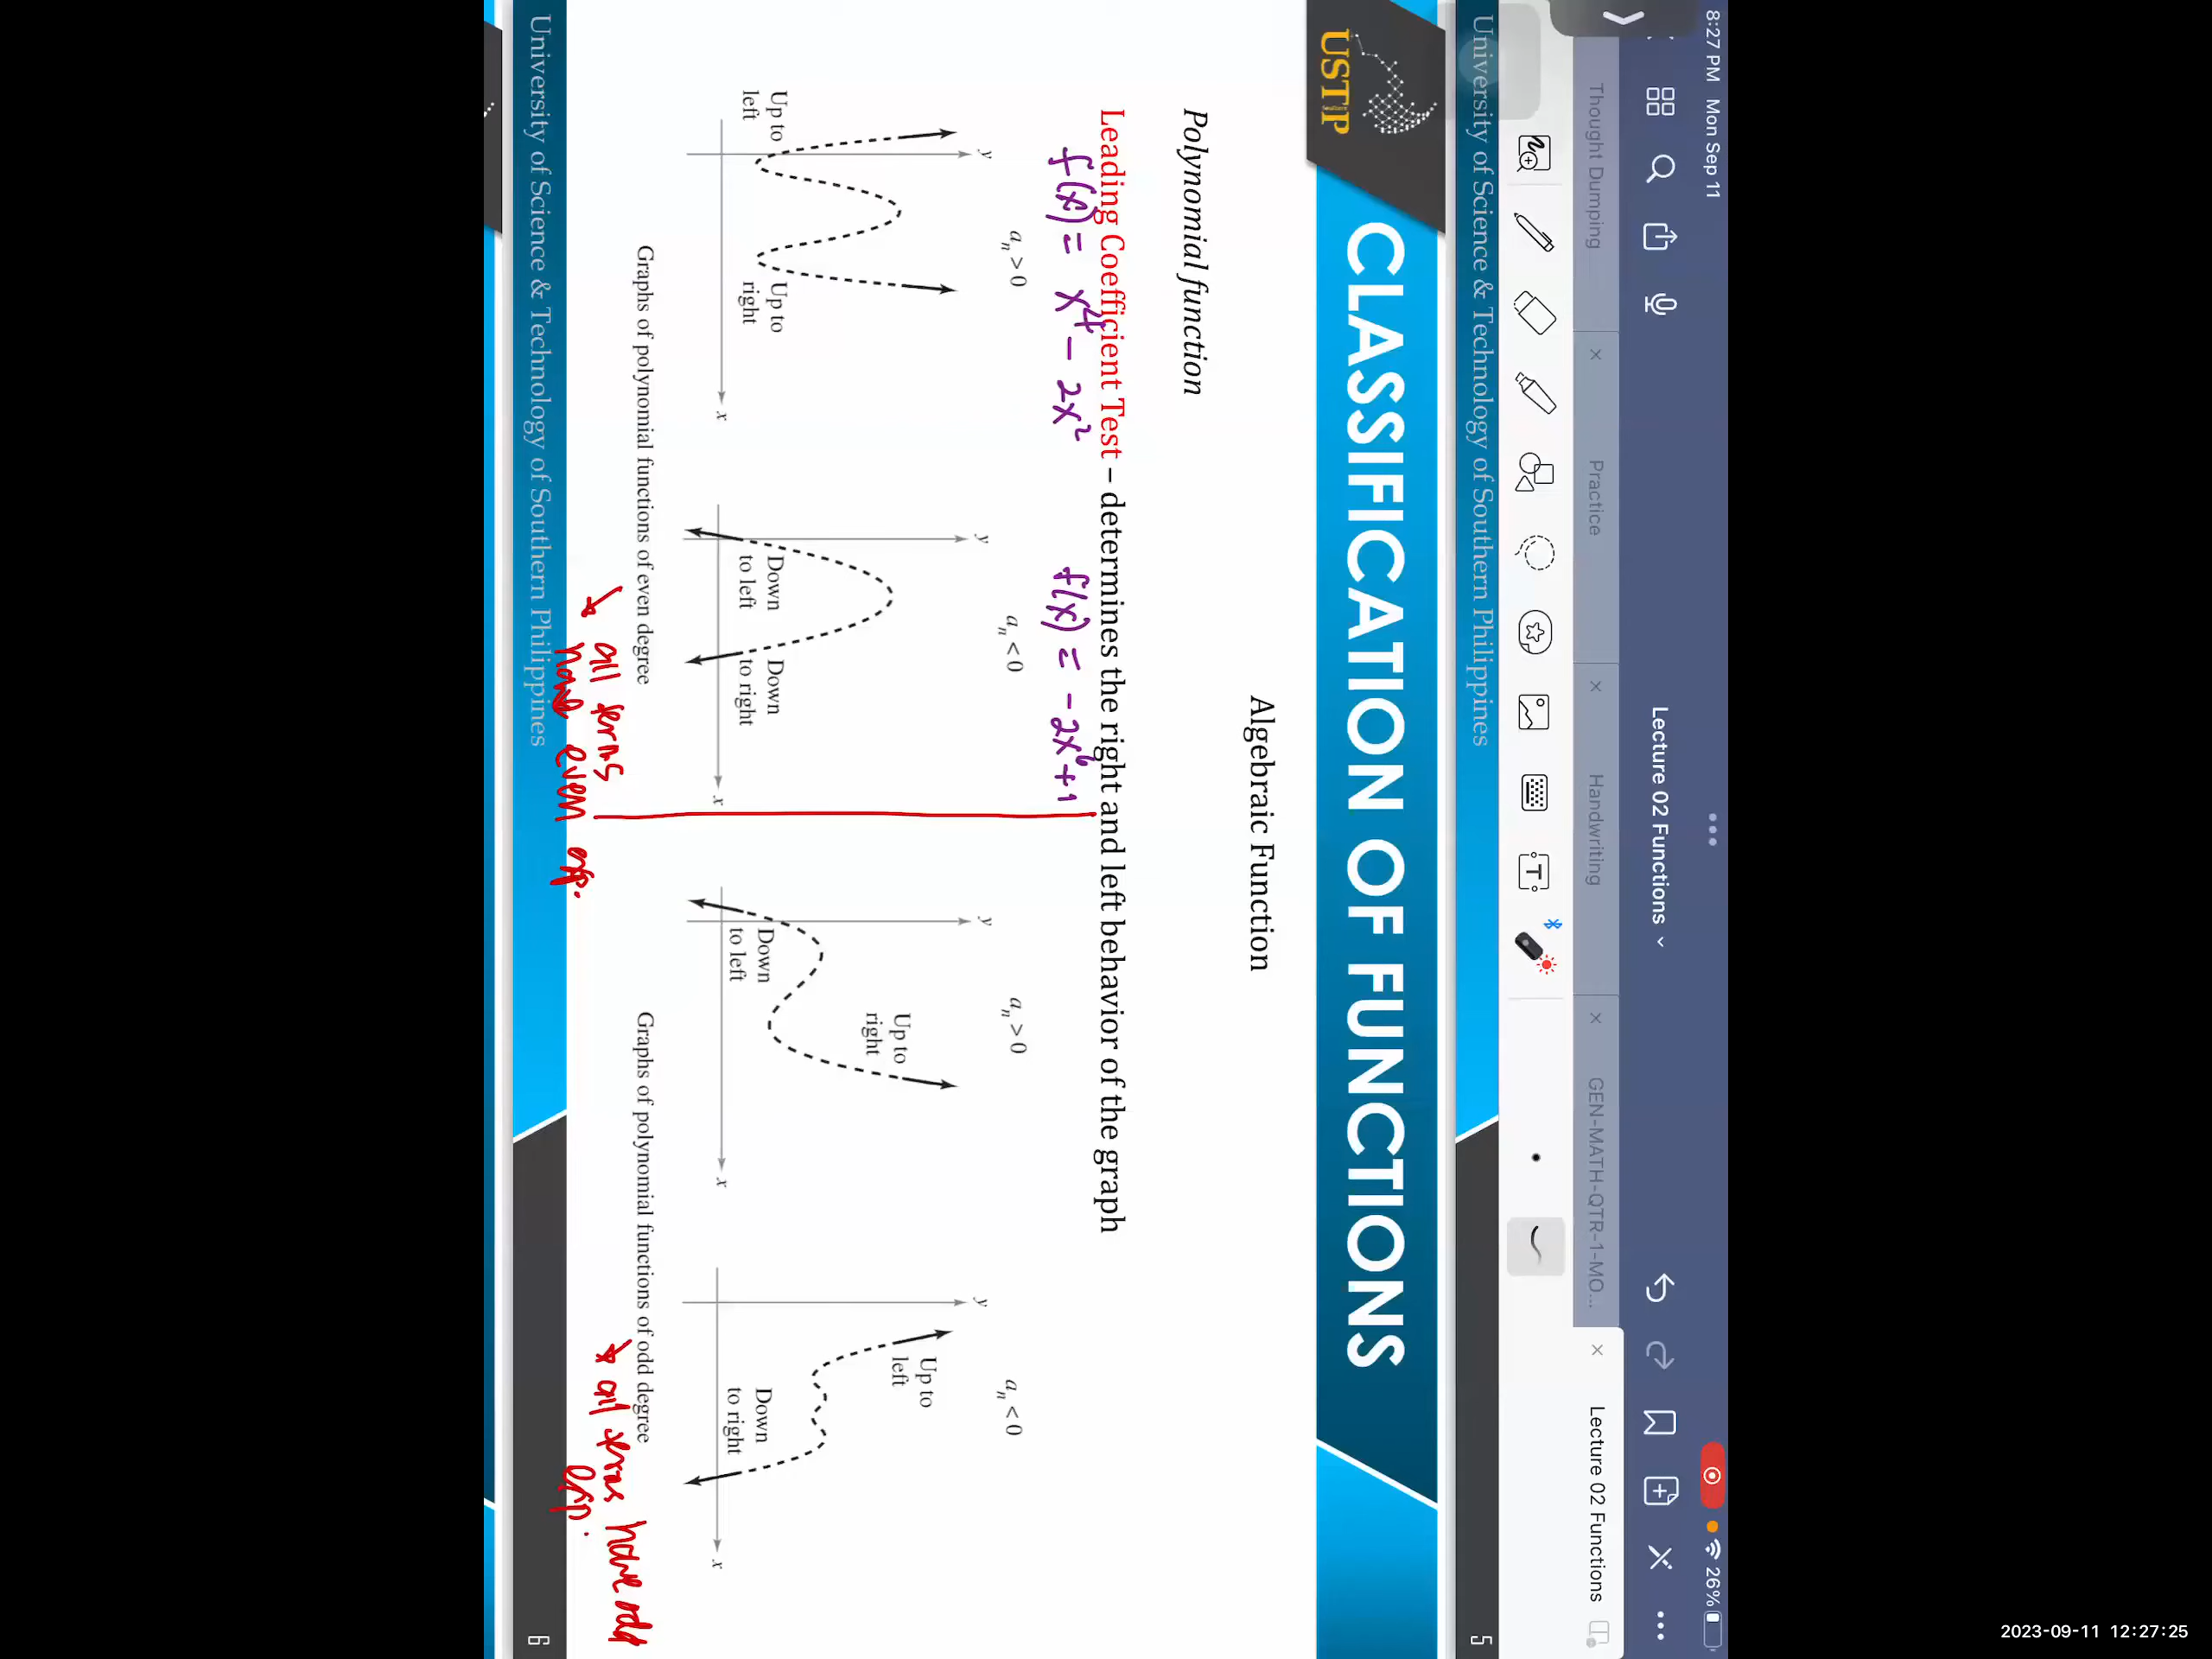 8:27 PM Mon Sep 11
26%
Lecture 02 Functions
Thought Dumping
Practice
Handwriting
GEN-MATH-QTR-1-MO...
Lecture 02 Functions
T
University of Science & Technology of Southern Philippines
5
USTP
CLASSIFICATION OF FUNCTIONS
Algebraic Function
Polynomial function
Leading Coefficient Test – determines the right and left behavior of the graph
f(x) = x⁴ - 2x²
f(x) = -2x⁶+1
aₙ > 0
aₙ < 0
aₙ > 0
aₙ < 0
y
y
y
y
Up to
left
Up to
right
Down
to left
Down
to right
Down
to left
Up to
right
Up to
left
Down
to right
x
x
x
x
Graphs of polynomial functions of even degree
Graphs of polynomial functions of odd degree
all terms
have even exp.
all terms have odd
exp.
University of Science & Technology of Southern Philippines
6
2023-09-11 12:27:25